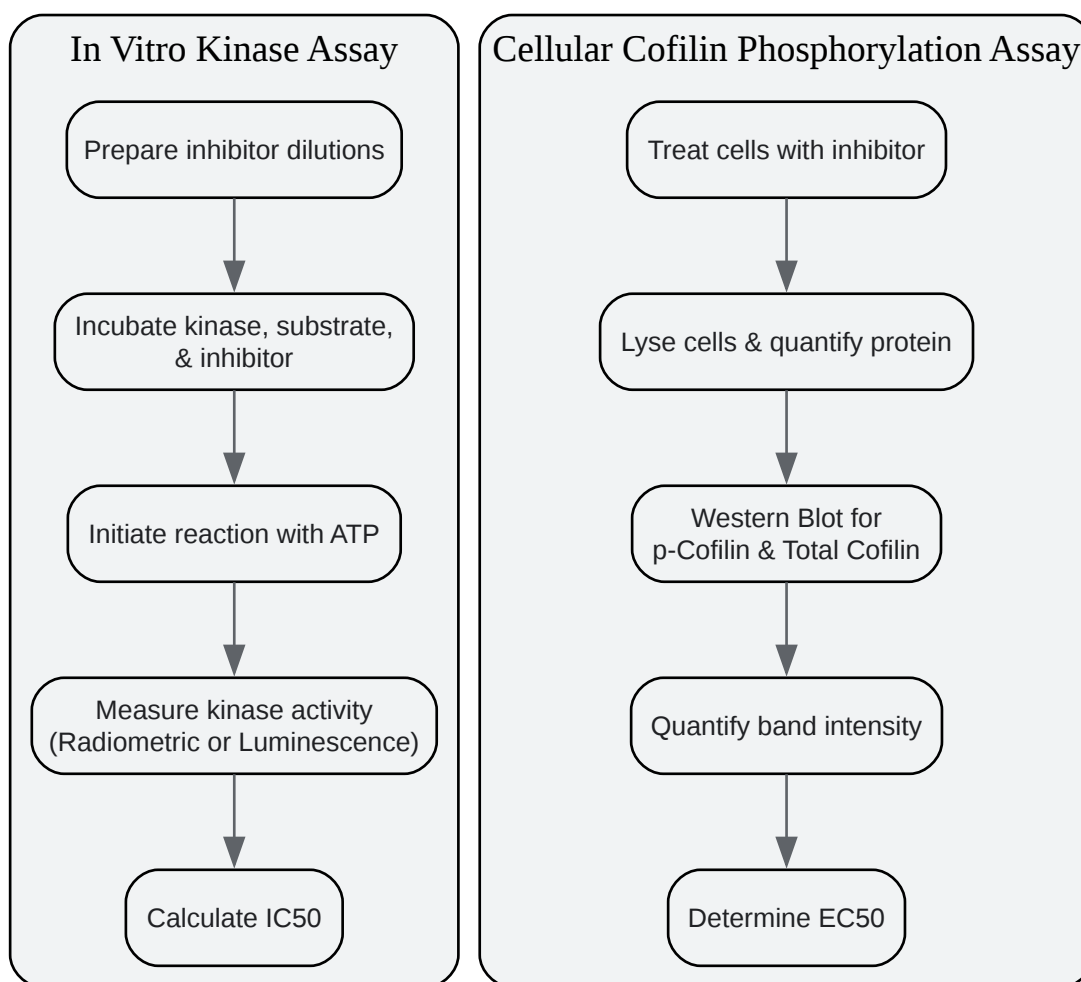 In Vitro Kinase Assay
Prepare inhibitor dilutions
Incubate kinase, substrate,
& inhibitor
Initiate reaction with ATP
Measure kinase activity
(Radiometric or Luminescence)
Calculate IC50
Cellular Cofilin Phosphorylation Assay
Treat cells with inhibitor
Lyse cells & quantify protein
Western Blot for
p-Cofilin & Total Cofilin
Quantify band intensity
Determine EC50